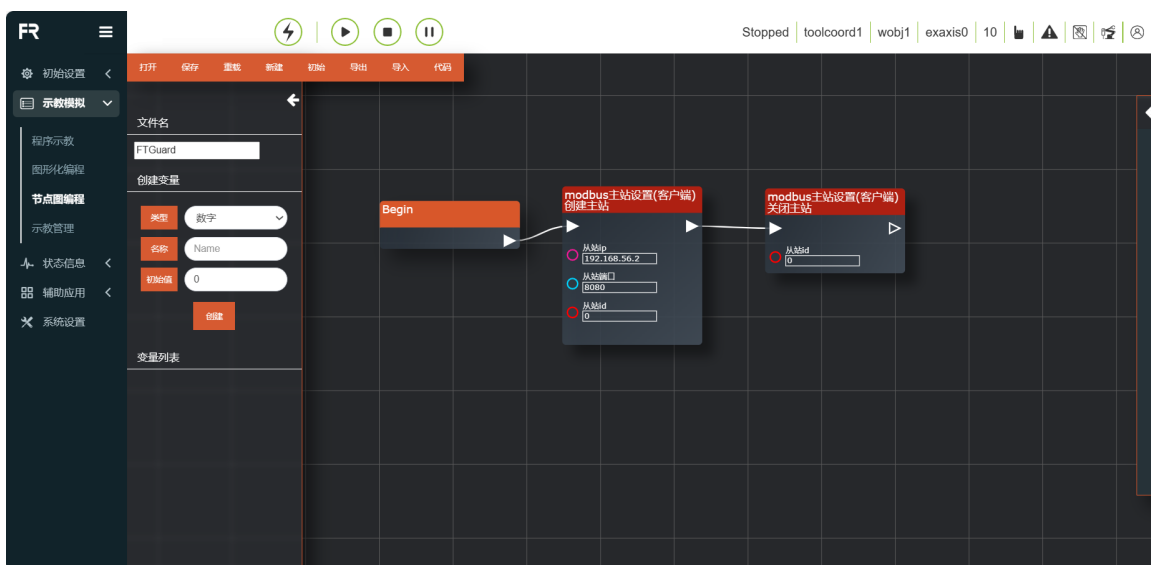 FR
Stopped toolcoord1 wobj1 exaxis0 10
初始设置
示教模拟
程序示教
图形化编程
节点图编程
示教管理
状态信息
辅助应用
系统设置
打开 保存 重载 新建 初始 导出 导入 代码
文件名
FTGuard
创建变量
类型 数字
名称 Name
初始值 0
创建
变量列表
Begin
modbus主站设置(客户端)
创建主站
从站ip
192.168.56.2
从站端口
8080
从站id
0
modbus主站设置(客户端)
关闭主站
从站id
0